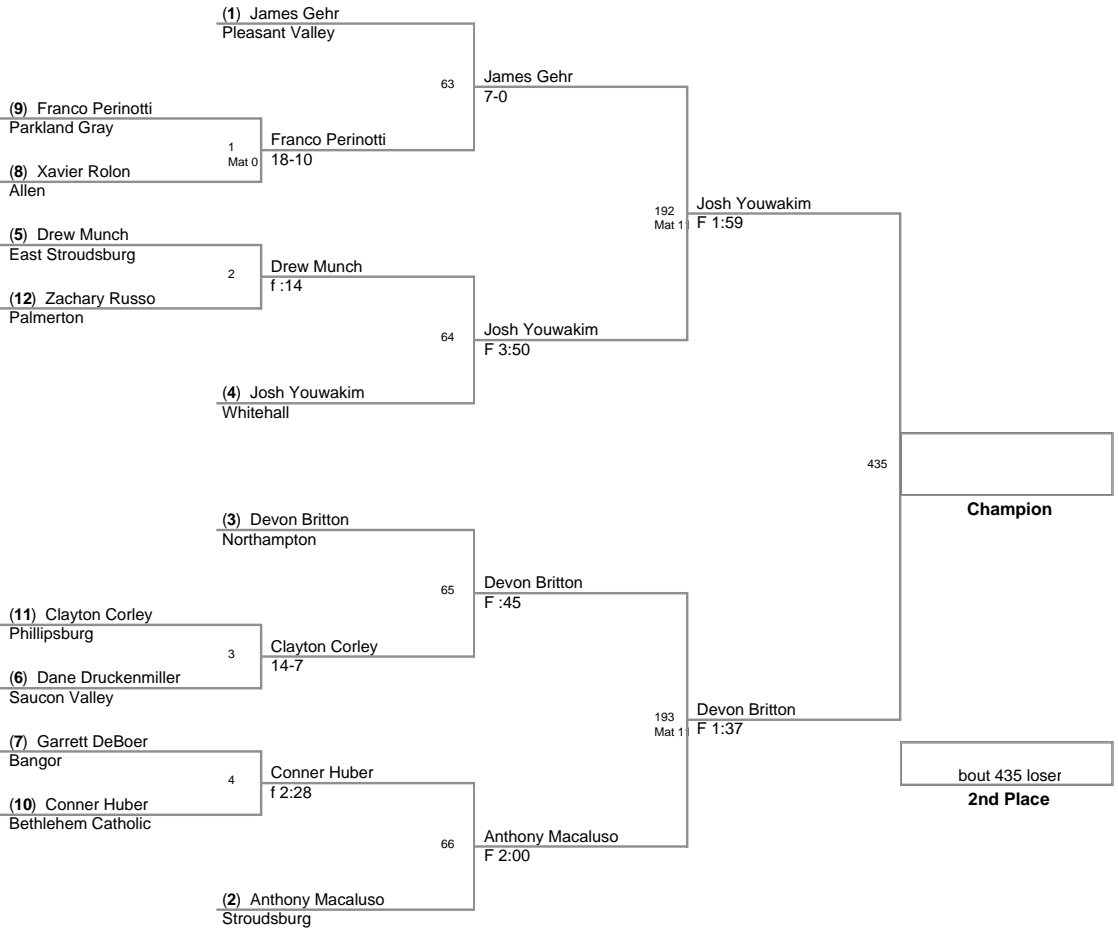 (1) James Gehr
Pleasant Valley
63
James Gehr
7-0
(9) Franco Perinotti
Parkland Gray
1
Mat 0
Franco Perinotti
18-10
(8) Xavier Rolon
Allen
192
Mat 11
Josh Youwakim
F 1:59
(5) Drew Munch
East Stroudsburg
2
Drew Munch
f :14
(12) Zachary Russo
Palmerton
64
Josh Youwakim
F 3:50
(4) Josh Youwakim
Whitehall
435
Champion
(3) Devon Britton
Northampton
65
Devon Britton
F :45
(11) Clayton Corley
Phillipsburg
3
Clayton Corley
14-7
(6) Dane Druckenmiller
Saucon Valley
193
Mat 11
Devon Britton
F 1:37
(7) Garrett DeBoer
Bangor
4
Conner Huber
f 2:28
(10) Conner Huber
Bethlehem Catholic
bout 435 loser
2nd Place
66
Anthony Macaluso
F 2:00
(2) Anthony Macaluso
Stroudsburg